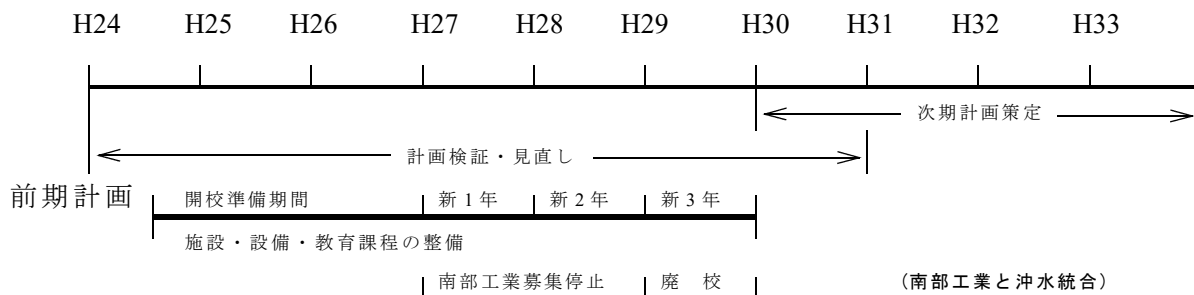 H24 H25 H26 H27 H28 H29 H30 H31 H32 H33
次期計画策定
計画検証・見直し
前期計画 開校準備期間 新1年 新2年 新3年
施設・設備・教育課程の整備
南部工業募集停止 廃 校 (南部工業と沖水統合)